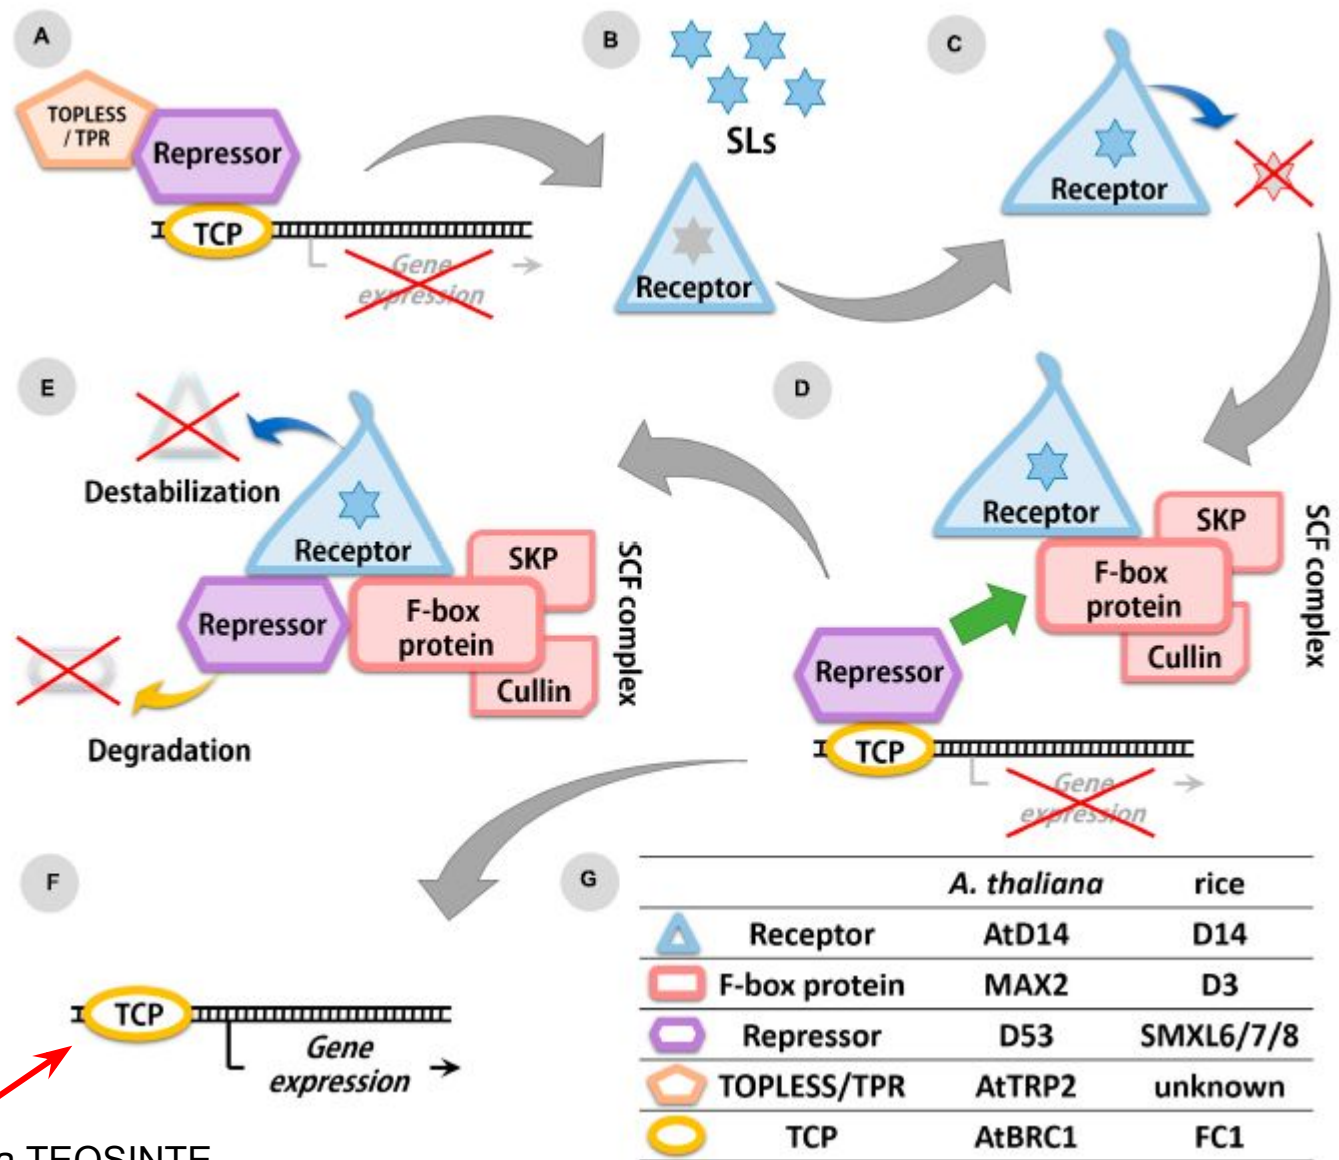 A
TOPLESS
/ TPR
Repressor
TCP
Gene
expression
B
SLs
Receptor
C
Receptor
E
Destabilization
Receptor
SKP
Repressor
F-box
protein
Cullin
SCF complex
Degradation
D
Receptor
SKP
F-box
protein
Cullin
SCF complex
Repressor
TCP
Gene
expression
F
TCP
Gene
expression
G
A. thaliana rice
Receptor AtD14 D14
F-box protein MAX2 D3
Repressor D53 SMXL6/7/8
TOPLESS/TPR AtTRP2 unknown
TCP AtBRC1 FC1
a TEOSINTE